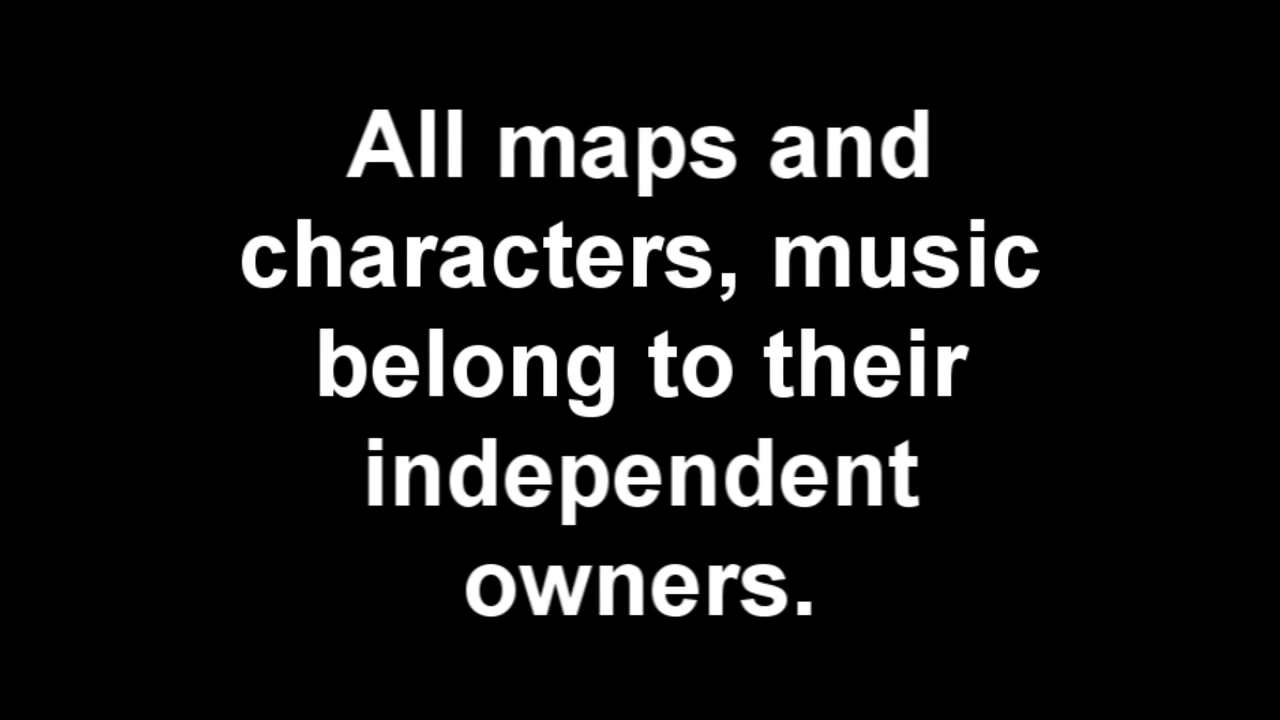 All maps and
characters, music
belong to their
independent
owners.